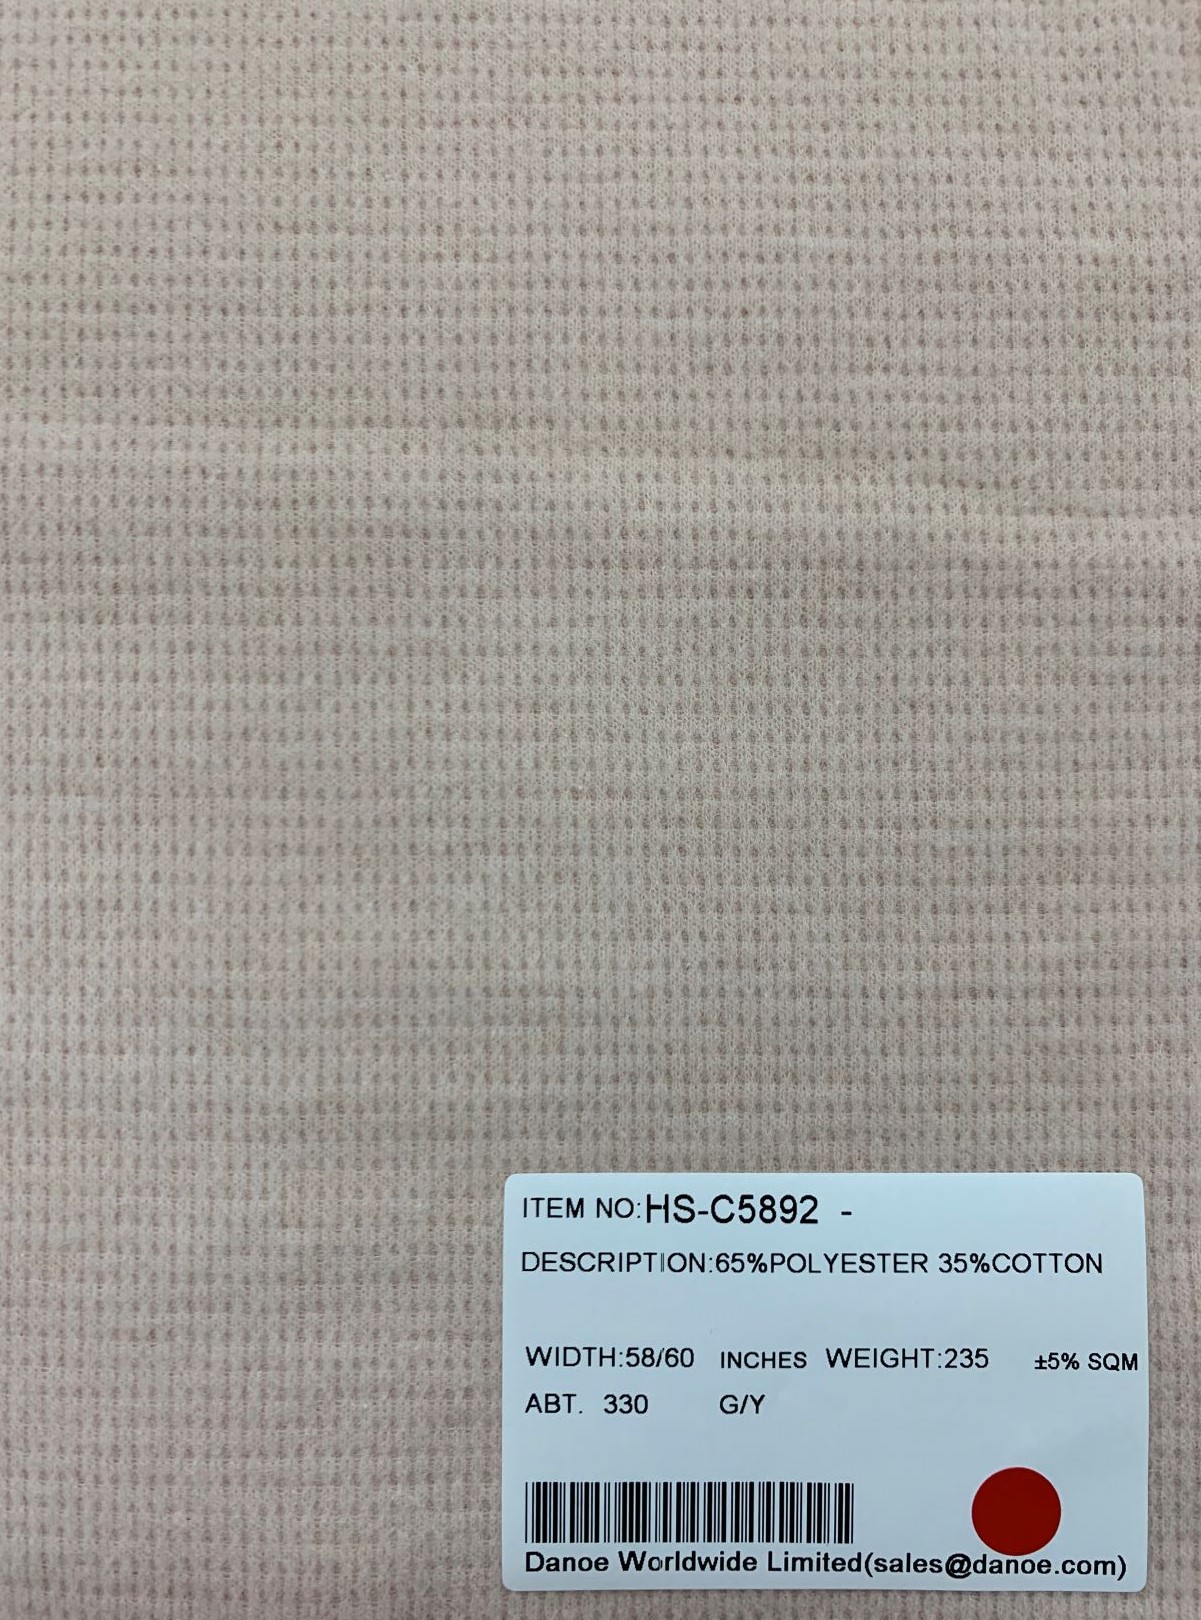 ITEM NO:HS-C5892 -
DESCRIPTION:65%POLYESTER 35%COTTON
WIDTH:58/60 INCHES WEIGHT:235 ±5% SQM
ABT. 330 G/Y
Danoe Worldwide Limited(sales@danoe.com)